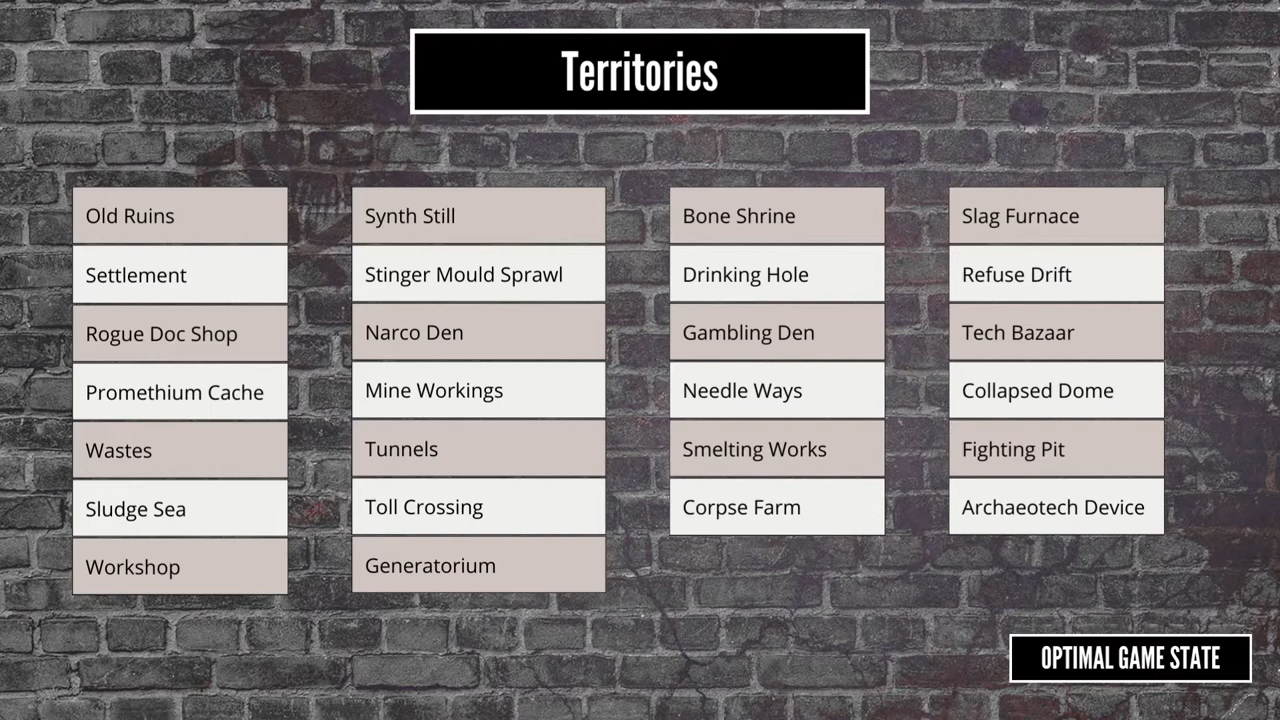 Territories
Old Ruins
Settlement
Rogue Doc Shop
Promethium Cache
Wastes
Sludge Sea
Workshop
Synth Still
Stinger Mould Sprawl
Narco Den
Mine Workings
Tunnels
Toll Crossing
Generatorium
Bone Shrine
Drinking Hole
Gambling Den
Needle Ways
Smelting Works
Corpse Farm
Slag Furnace
Refuse Drift
Tech Bazaar
Collapsed Dome
Fighting Pit
Archaeotech Device
OPTIMAL GAME STATE